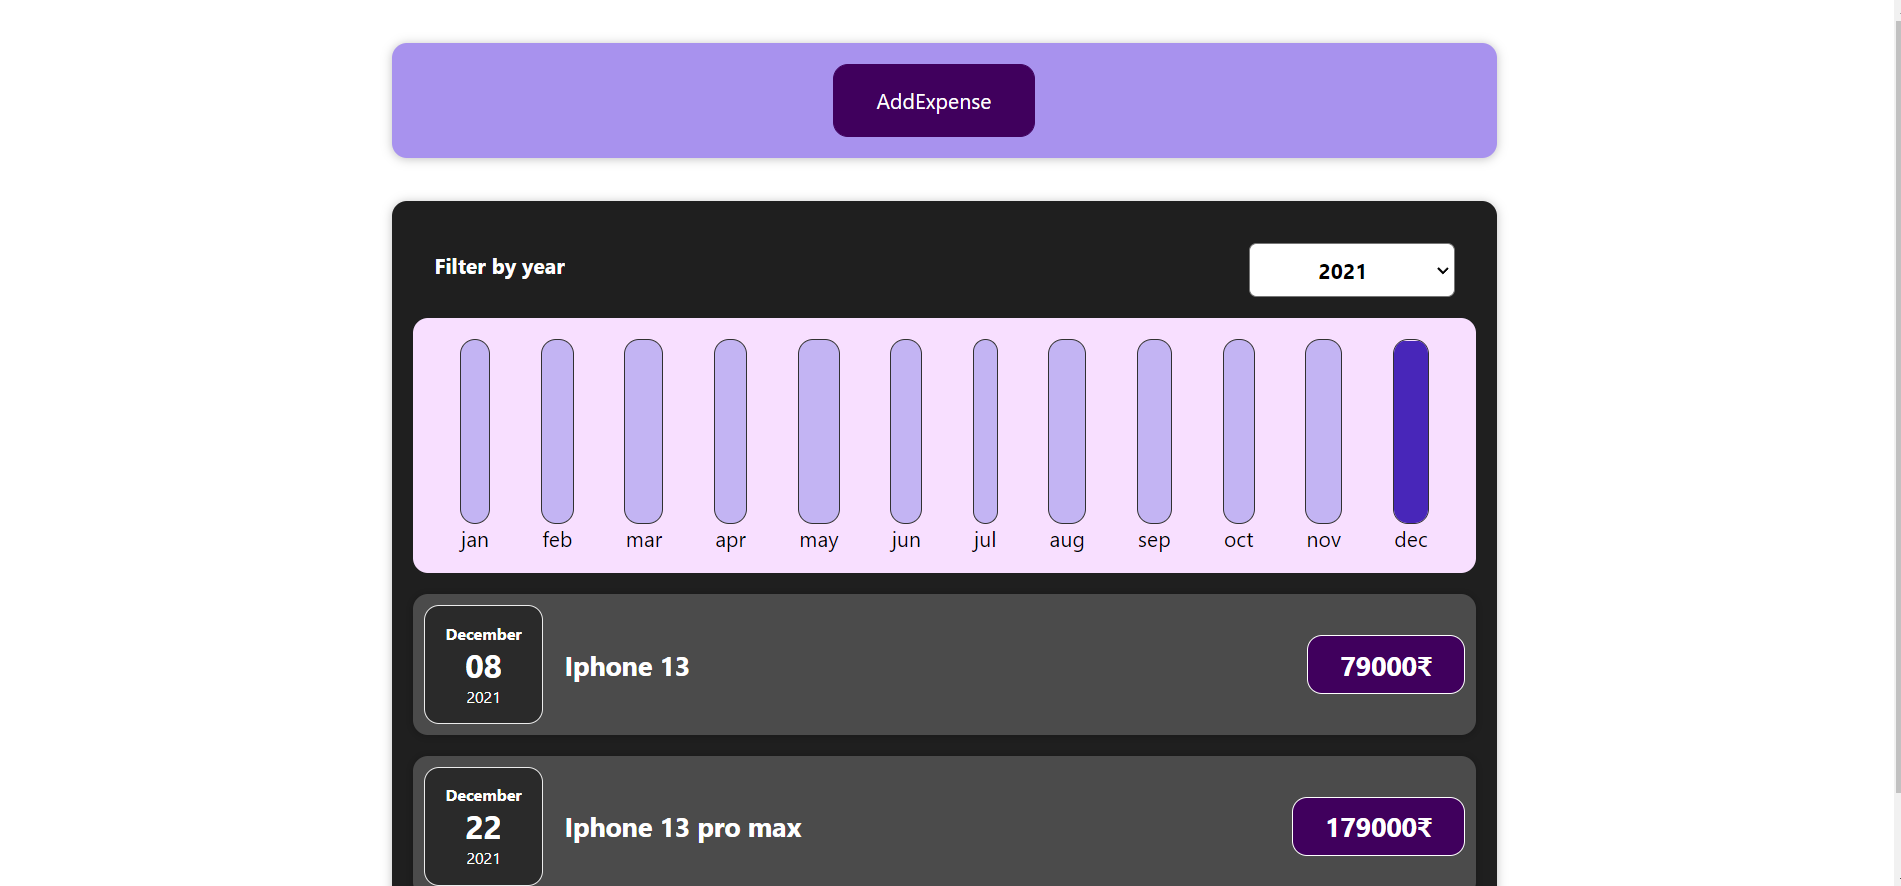 AddExpense
Filter by year
2021
jan feb mar apr may jun jul aug sep oct nov dec
December
08
2021
Iphone 13
79000₹
December
22
2021
Iphone 13 pro max
179000₹